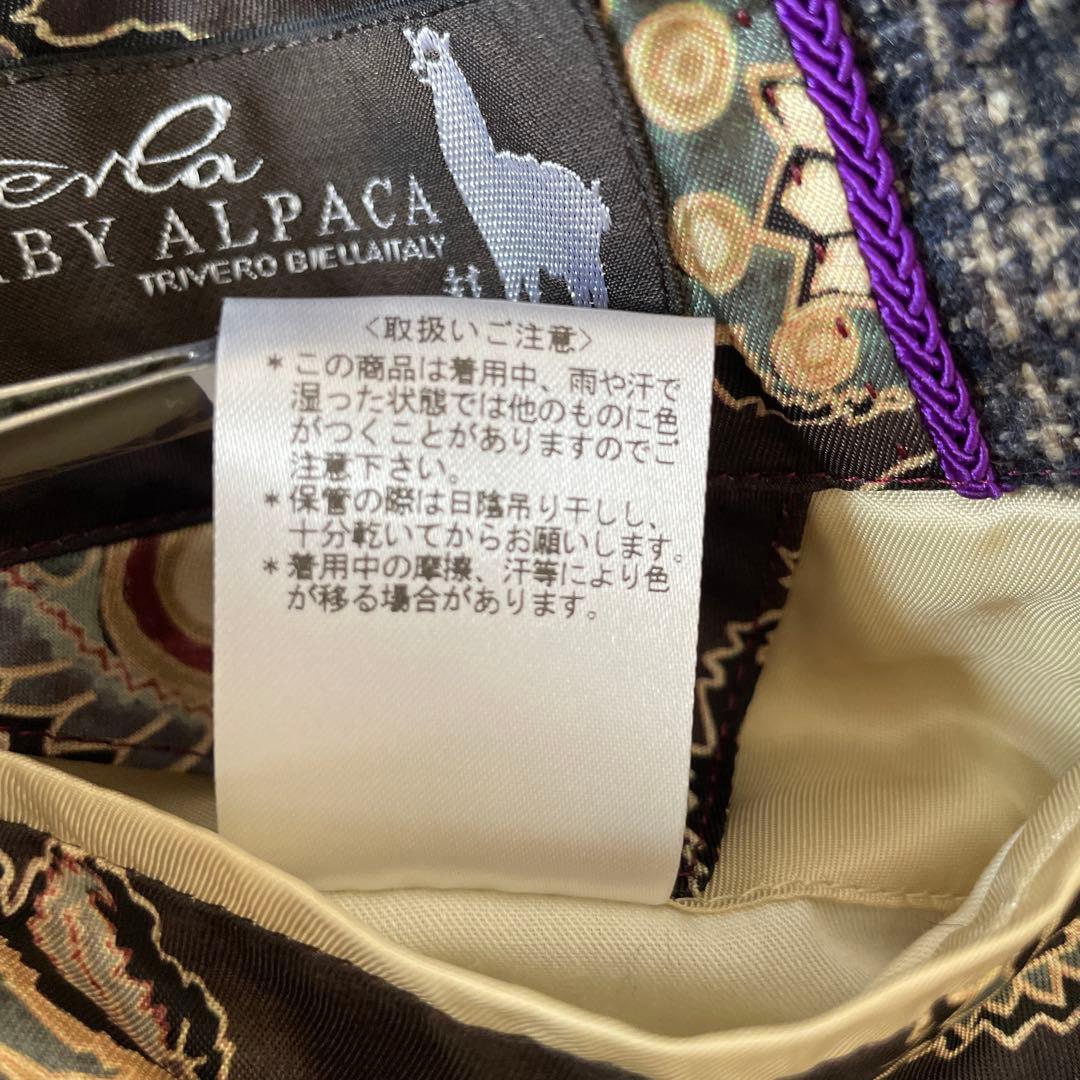 erla
ABY ALPACA
TRIVERO BIELLAITALY
<取扱いご注意>
*この商品は着用中、雨や汗で
湿った状態では他のものに色
がつくことがありますのでご
注意下さい。
*保管の際は日陰吊り干しし、
十分乾いてからお願いします。
*着用中の摩擦、汗等により色
が移る場合があります。